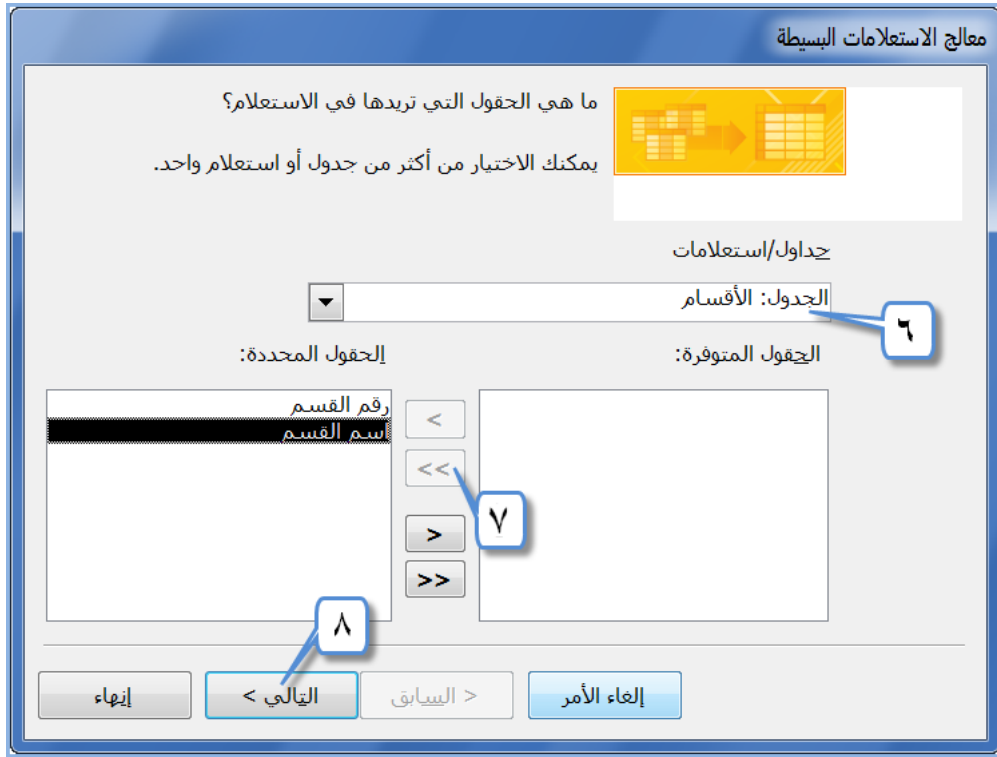 معالج الاستعلامات البسيطة
ما هي الحقول التي تريدها في الاستعلام؟
يمكنك الاختيار من أكثر من جدول أو استعلام واحد.
جداول/استعلامات
الجدول: الأقسام
٦
الحقول المتوفرة:
الحقول المحددة:
رقم القسم
اسم القسم
<
<<
٧
>
>>
٨
إلغاء الأمر
< السابق
التالي >
إنهاء